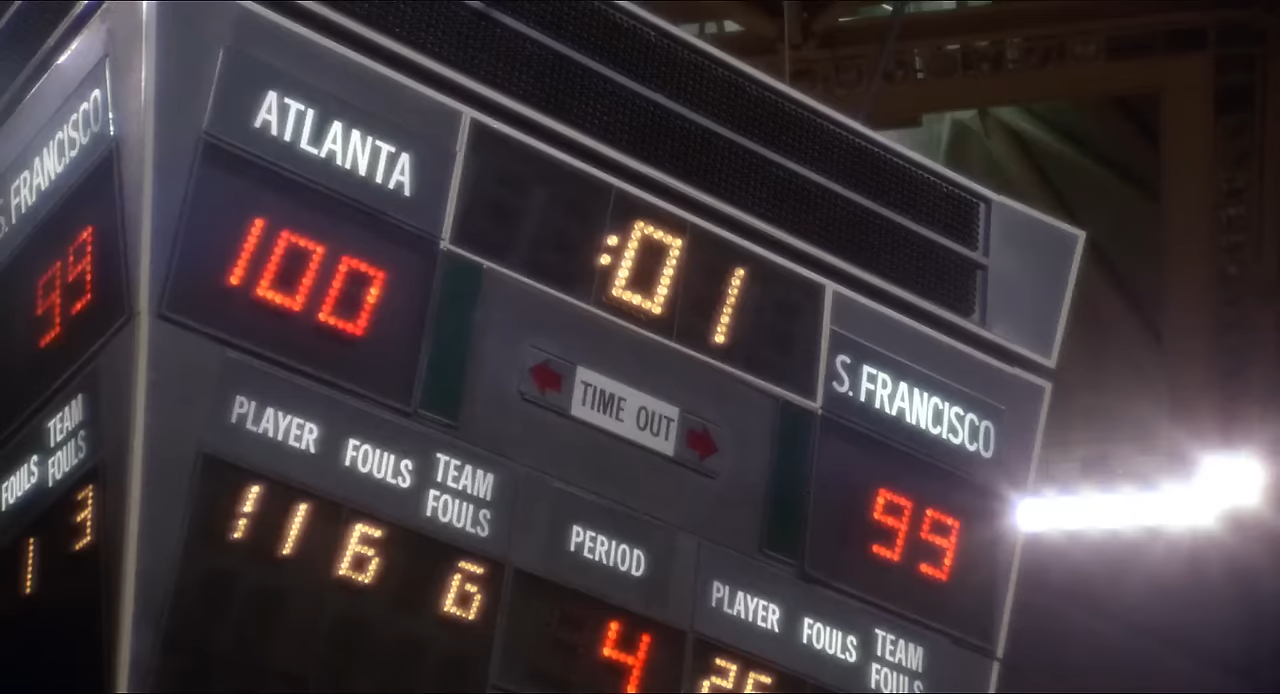 S. FRANCISCO
99
TEAM
FOULS FOULS
1 3
ATLANTA
100
:01
TIME OUT
S. FRANCISCO
99
PLAYER FOULS TEAM
FOULS
11 6 6
PERIOD
4
PLAYER FOULS TEAM
FOULS